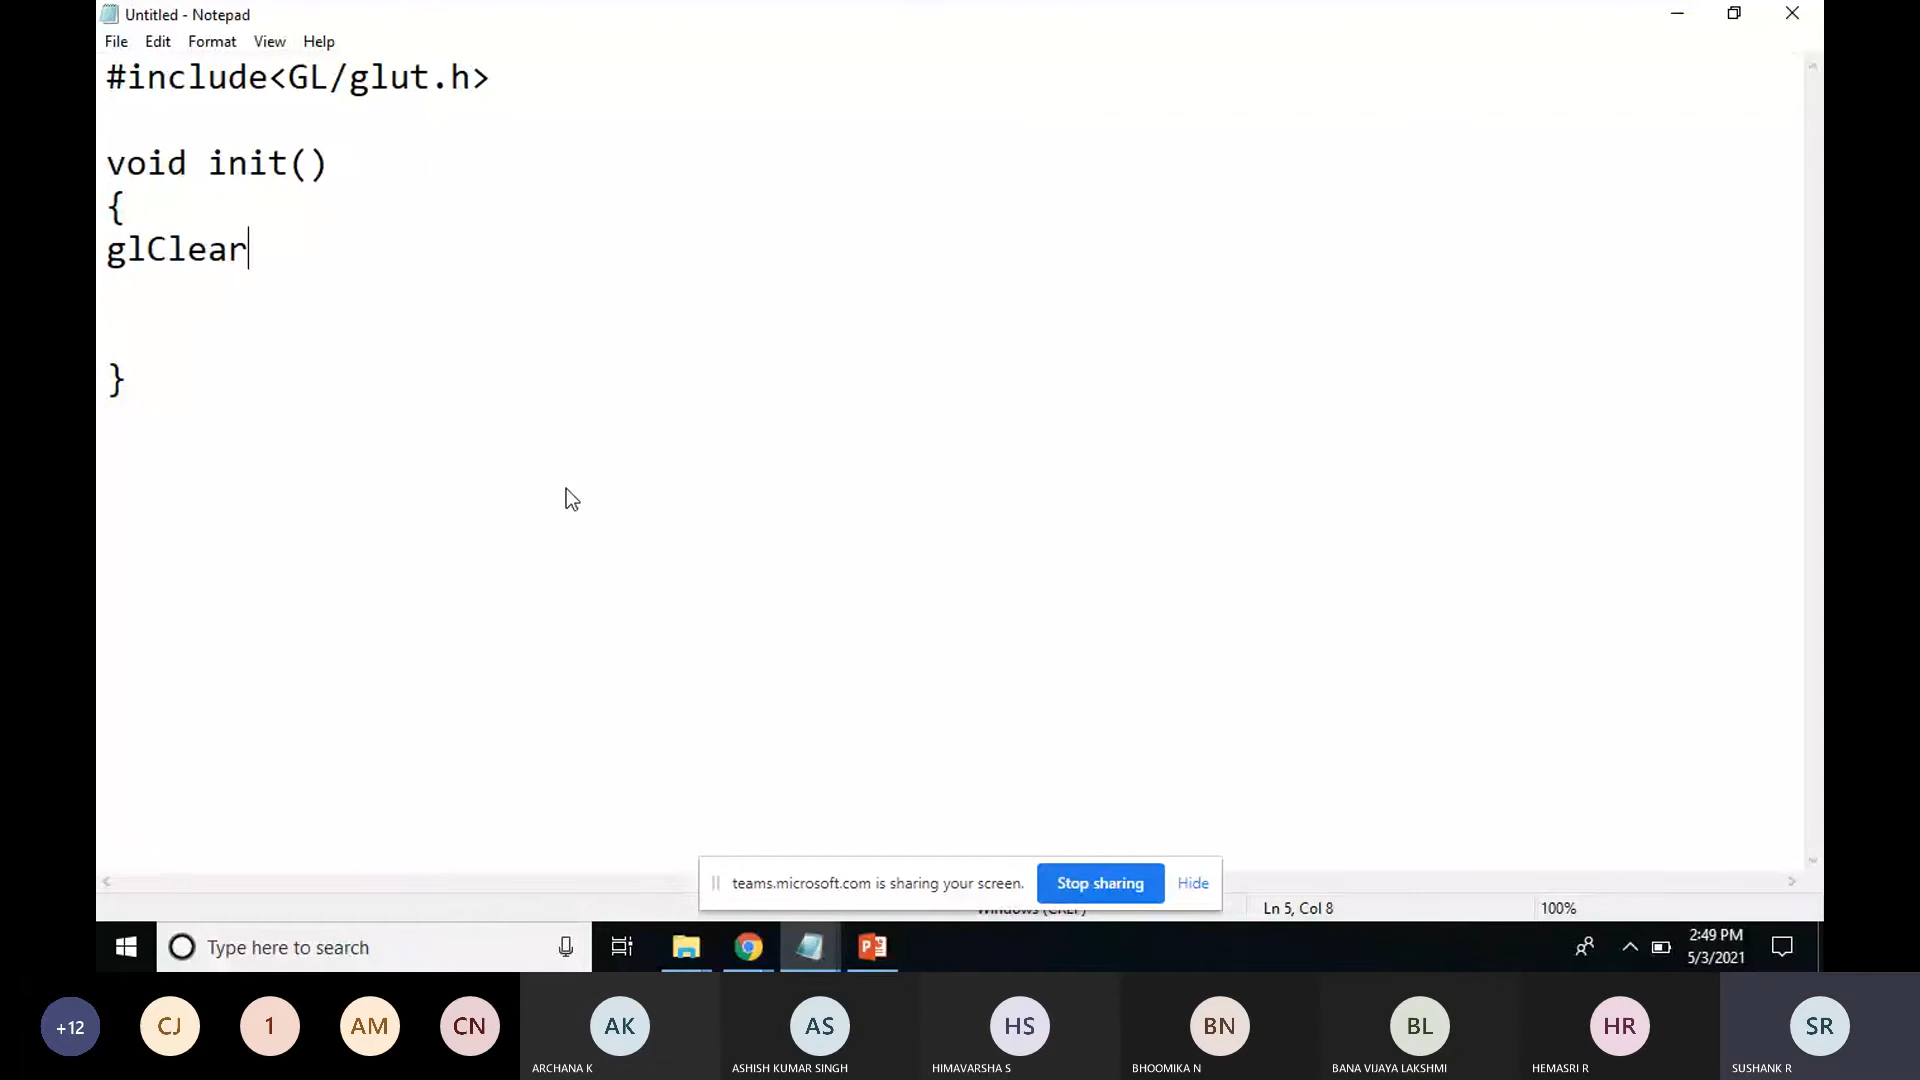 Untitled - Notepad
File Edit Format View Help
#include<GL/glut.h>
void init()
{
glClear
}
teams.microsoft.com is sharing your screen. Stop sharing Hide
Windows (CRLF) Ln 5, Col 8 100%
Type here to search
2:49 PM
5/3/2021
+12 CJ 1 AM CN AK AS HS BN BL HR SR
ARCHANA K ASHISH KUMAR SINGH HIMAVARSHA S BHOOMIKA N BANA VIJAYA LAKSHMI HEMASRI R SUSHANK R